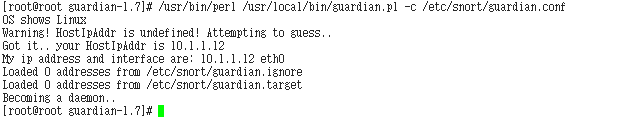 [root@root guardian-1.7]# /usr/bin/perl /usr/local/bin/guardian.pl -c /etc/snort/guardian.conf
OS shows Linux
Warning! HostIpAddr is undefined! Attempting to guess..
Got it.. your HostIpAddr is 10.1.1.12
My ip address and interface are: 10.1.1.12 eth0
Loaded 0 addresses from /etc/snort/guardian.ignore
Loaded 0 addresses from /etc/snort/guardian.target
Becoming a daemon..
[root@root guardian-1.7]#